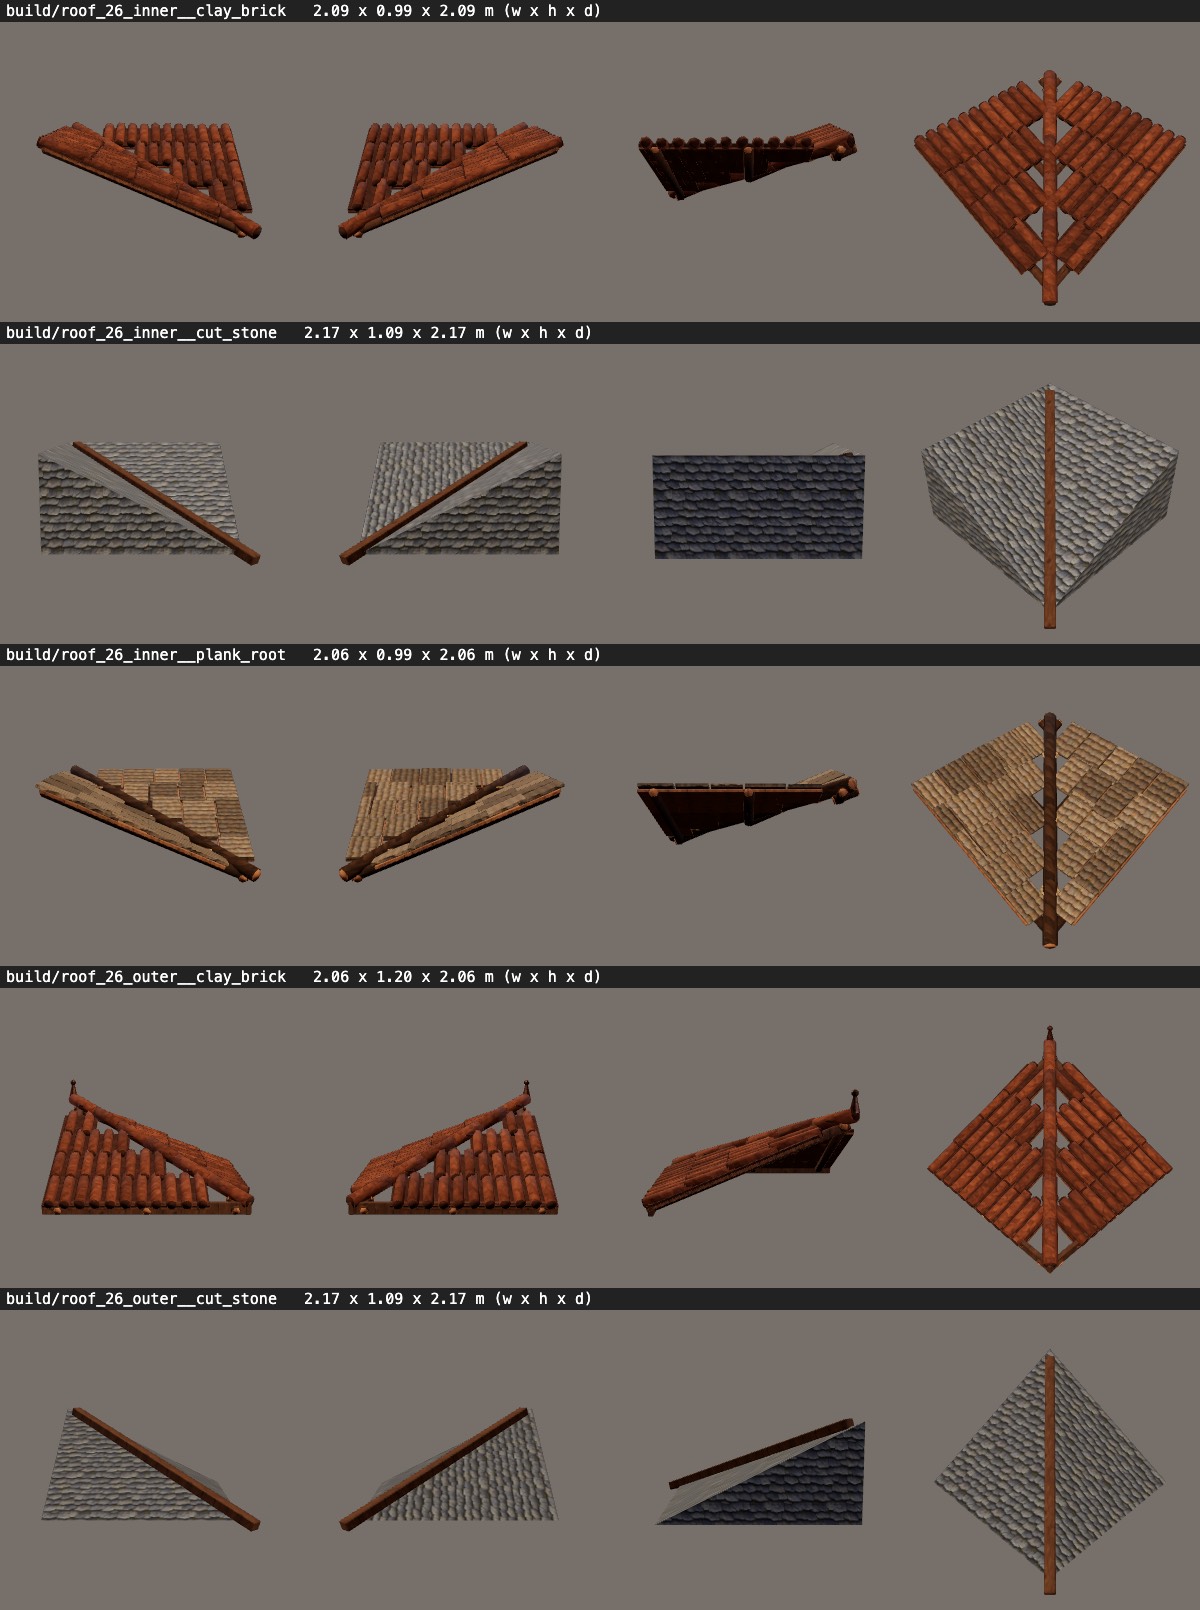 build/roof_26_inner__clay_brick   2.09 x 0.99 x 2.09 m (w x h x d)
build/roof_26_inner__cut_stone   2.17 x 1.09 x 2.17 m (w x h x d)
build/roof_26_inner__plank_root   2.06 x 0.99 x 2.06 m (w x h x d)
build/roof_26_outer__clay_brick   2.06 x 1.20 x 2.06 m (w x h x d)
build/roof_26_outer__cut_stone   2.17 x 1.09 x 2.17 m (w x h x d)